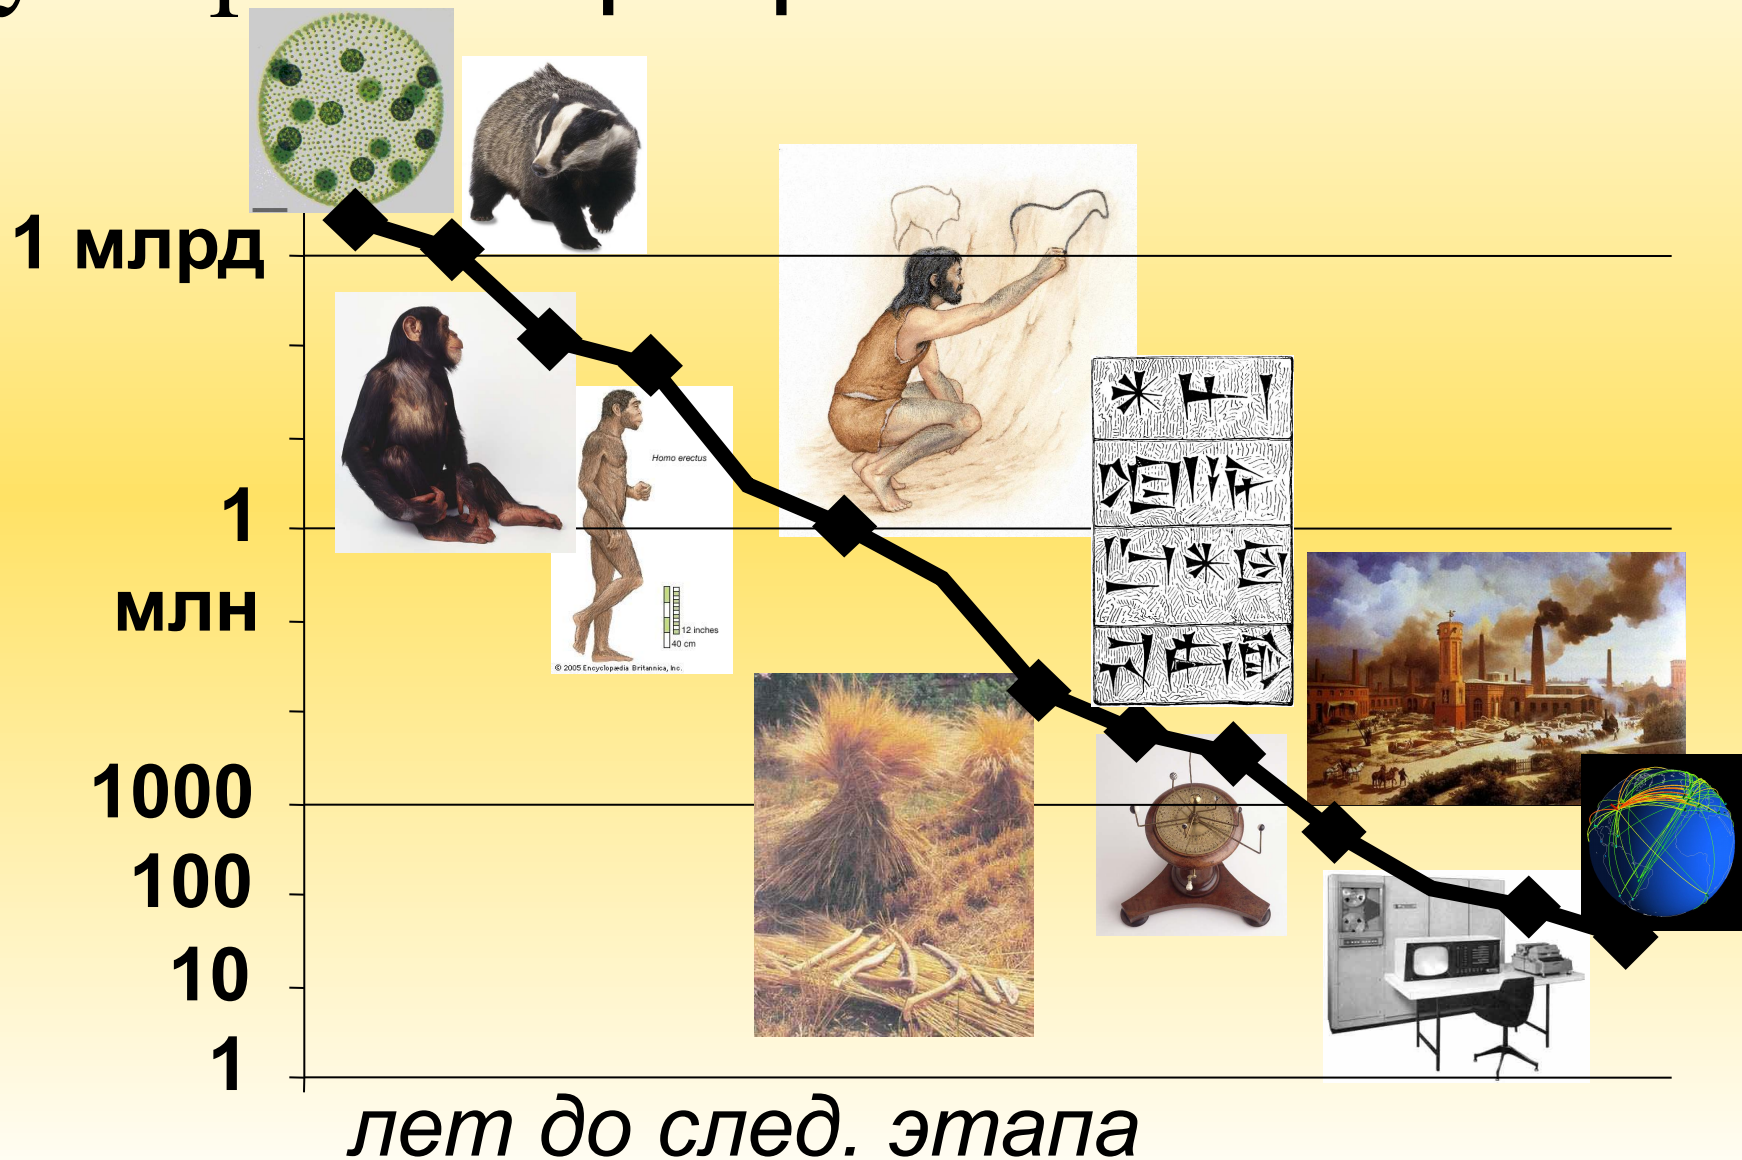 1 млрд
1
млн
1000
100
10
1
Homo erectus
12 inches
40 cm
© 2005 Encyclopædia Britannica, Inc.
лет до след. этапа